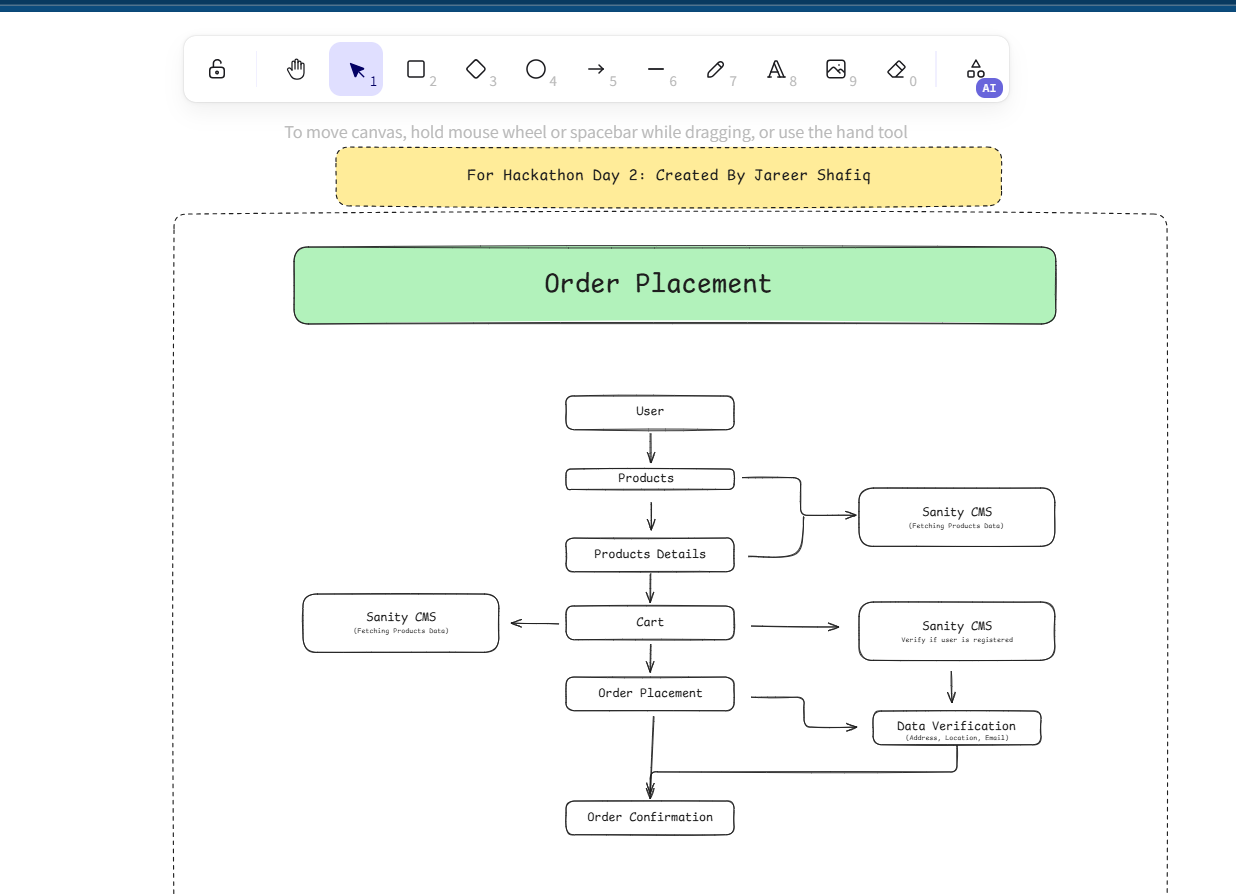 1
2
3
4
5
6
7
8
9
0
AI
To move canvas, hold mouse wheel or spacebar while dragging, or use the hand tool
For Hackathon Day 2: Created By Jareer Shafiq
Order Placement
User
Products
Sanity CMS
(Fetching Products Data)
Products Details
Sanity CMS
(Fetching Products Data)
Cart
Sanity CMS
Verify if user is registered
Order Placement
Data Verification
(Address, Location, Email)
Order Confirmation